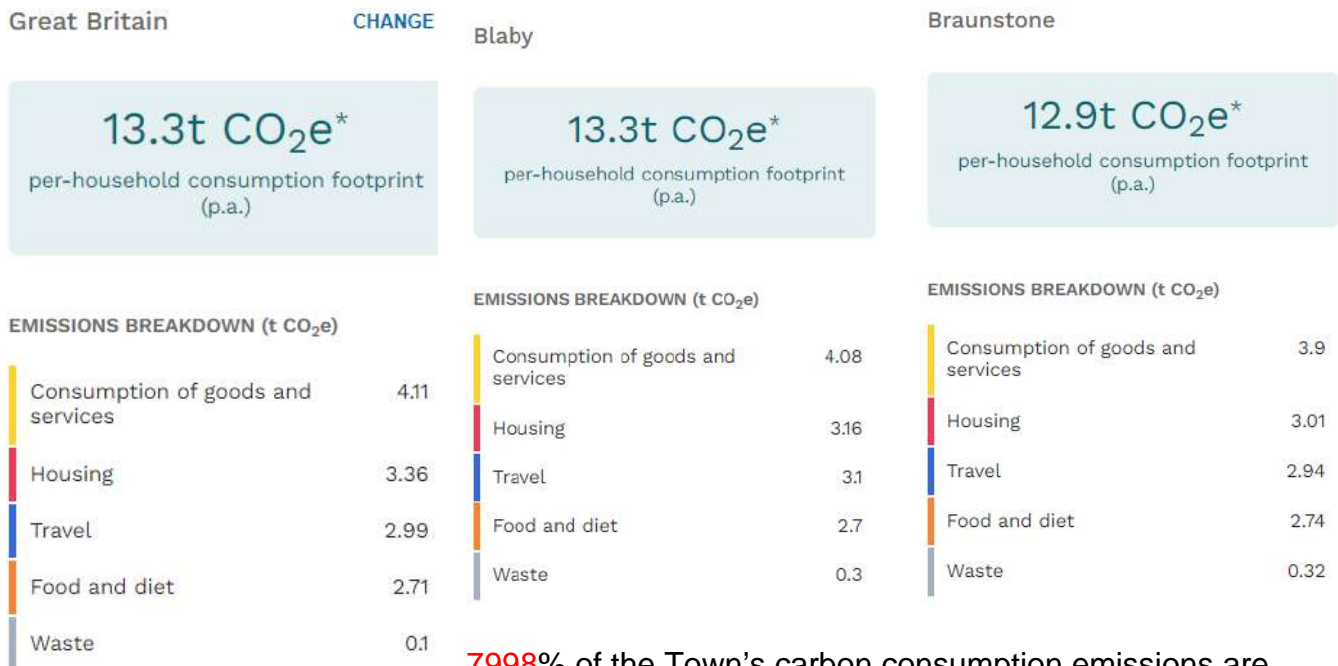 Great Britain
CHANGE
13.3t CO₂e*
per-household consumption footprint
(p.a.)
EMISSIONS BREAKDOWN (t CO₂e)
Consumption of goods and
services
4.11
Housing
3.36
Travel
2.99
Food and diet
2.71
Waste
0.1
Blaby
13.3t CO₂e*
per-household consumption footprint
(p.a.)
EMISSIONS BREAKDOWN (t CO₂e)
Consumption of goods and
services
4.08
Housing
3.16
Travel
3.1
Food and diet
2.7
Waste
0.3
Braunstone
12.9t CO₂e*
per-household consumption footprint
(p.a.)
EMISSIONS BREAKDOWN (t CO₂e)
Consumption of goods and
services
3.9
Housing
3.01
Travel
2.94
Food and diet
2.74
Waste
0.32
7998% of the Town's carbon consumption emissions are